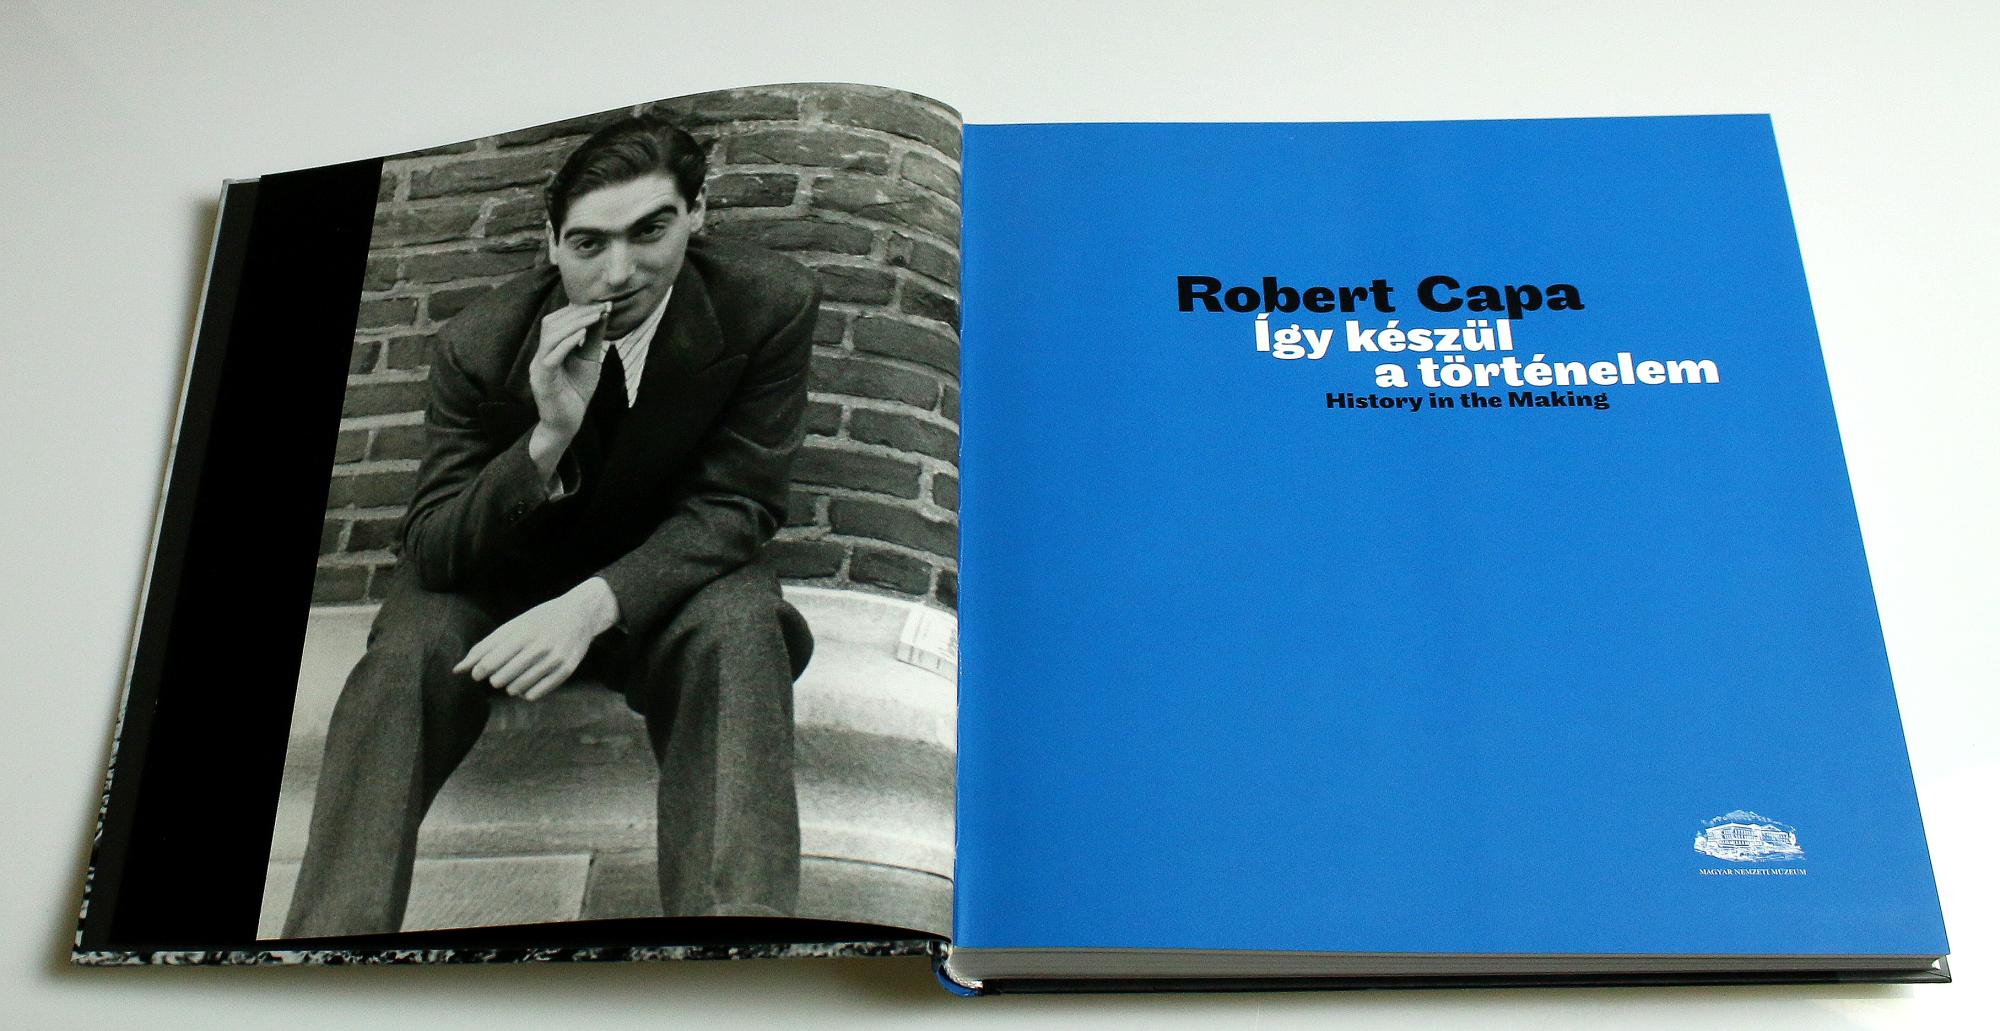 Robert Capa
Így készül
a történelem
History in the Making
MAGYAR NEMZETI MÚZEUM